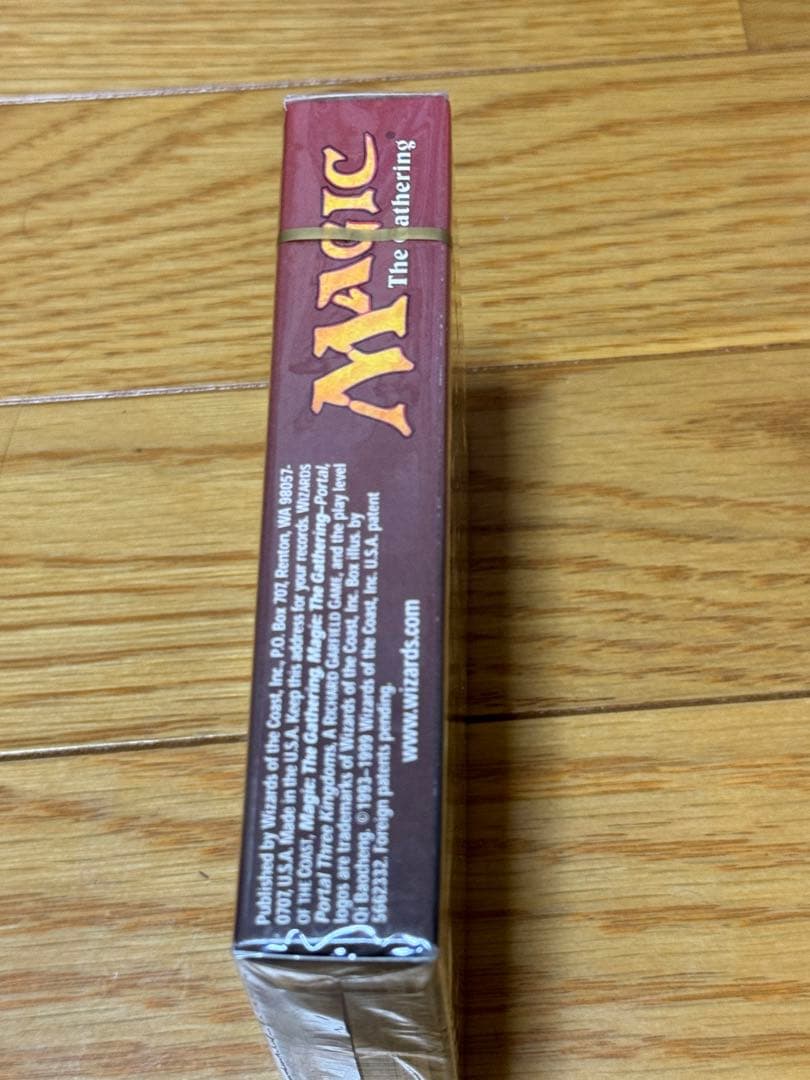 MAGIC
The Gathering
Published by Wizards of the Coast, Inc., P.O. Box 707, Renton, WA 98057-
0707, U.S.A. Made in the U.S.A. Keep this address for your records. WIZARDS
OF THE COAST, Magic: The Gathering, Magic: The Gathering–Portal,
Portal Three Kingdoms, A RICHARD GARFIELD GAME, and the play level
logos are trademarks of Wizards of the Coast, Inc. Box illus. by
Qi Baocheng. © 1993–1999 Wizards of the Coast, Inc. U.S.A. patent
5662332. Foreign patents pending.
www.wizards.com